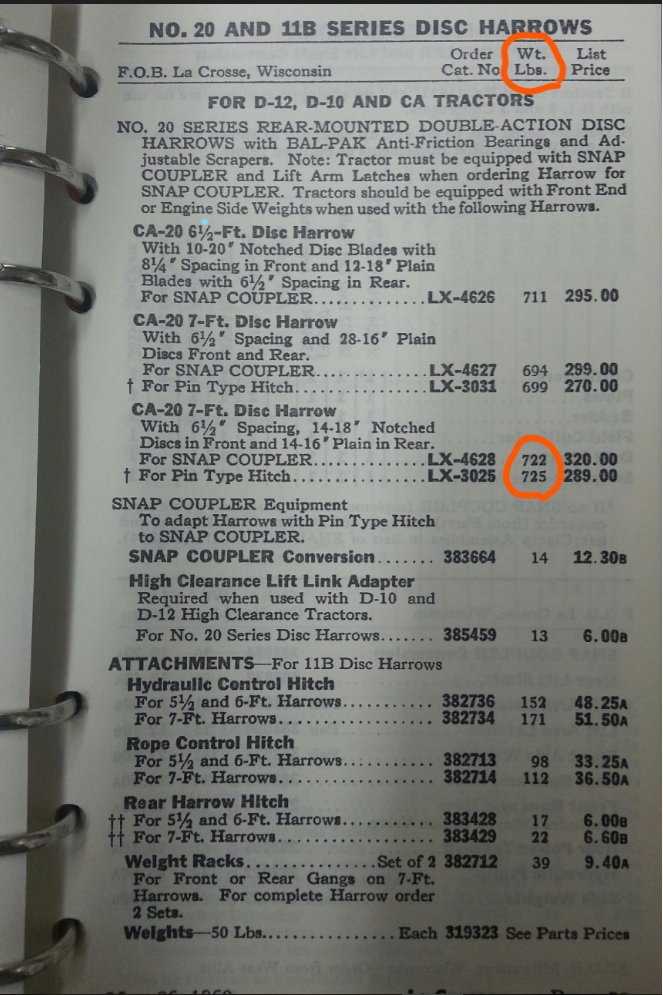 NO. 20 AND 11B SERIES DISC HARROWS
Order Wt. List
F.O.B. La Crosse, Wisconsin Cat. No. Lbs. Price
FOR D-12, D-10 AND CA TRACTORS
NO. 20 SERIES REAR-MOUNTED DOUBLE-ACTION DISC
HARROWS with BAL-PAK Anti-Friction Bearings and Ad-
justable Scrapers. Note: Tractor must be equipped with SNAP
COUPLER and Lift Arm Latches when ordering Harrow for
SNAP COUPLER. Tractors should be equipped with Front End
or Engine Side Weights when used with the following Harrows.
CA-20 6½-Ft. Disc Harrow
With 10-20″ Notched Disc Blades with
8¼″ Spacing in Front and 12-18″ Plain
Blades with 6½″ Spacing in Rear.
For SNAP COUPLER.............LX-4626 711 295.00
CA-20 7-Ft. Disc Harrow
With 6½″ Spacing and 28-16″ Plain
Discs Front and Rear.
For SNAP COUPLER.............LX-4627 694 299.00
† For Pin Type Hitch...............LX-3031 699 270.00
CA-20 7-Ft. Disc Harrow
With 6½″ Spacing, 14-18″ Notched
Discs in Front and 14-16″ Plain in Rear.
For SNAP COUPLER.............LX-4628 722 320.00
† For Pin Type Hitch...............LX-3025 725 289.00
SNAP COUPLER Equipment
To adapt Harrows with Pin Type Hitch
to SNAP COUPLER.
SNAP COUPLER Conversion....... 383664 14 12.30B
High Clearance Lift Link Adapter
Required when used with D-10 and
D-12 High Clearance Tractors.
For No. 20 Series Disc Harrows...... 385459 13 6.00B
ATTACHMENTS—For 11B Disc Harrows
Hydraulic Control Hitch
For 5½ and 6-Ft. Harrows........... 382736 152 48.25A
For 7-Ft. Harrows................... 382734 171 51.50A
Rope Control Hitch
For 5½ and 6-Ft. Harrows........... 382713 98 33.25A
For 7-Ft. Harrows................... 382714 112 36.50A
Rear Harrow Hitch
†† For 5½ and 6-Ft. Harrows........... 383428 17 6.00B
†† For 7-Ft. Harrows................... 383429 22 6.60B
Weight Racks................Set of 2 382712 39 9.40A
For Front or Rear Gangs on 7-Ft.
Harrows. For complete Harrow order
2 Sets.
Weights—50 Lbs.................. Each 319323 See Parts Prices